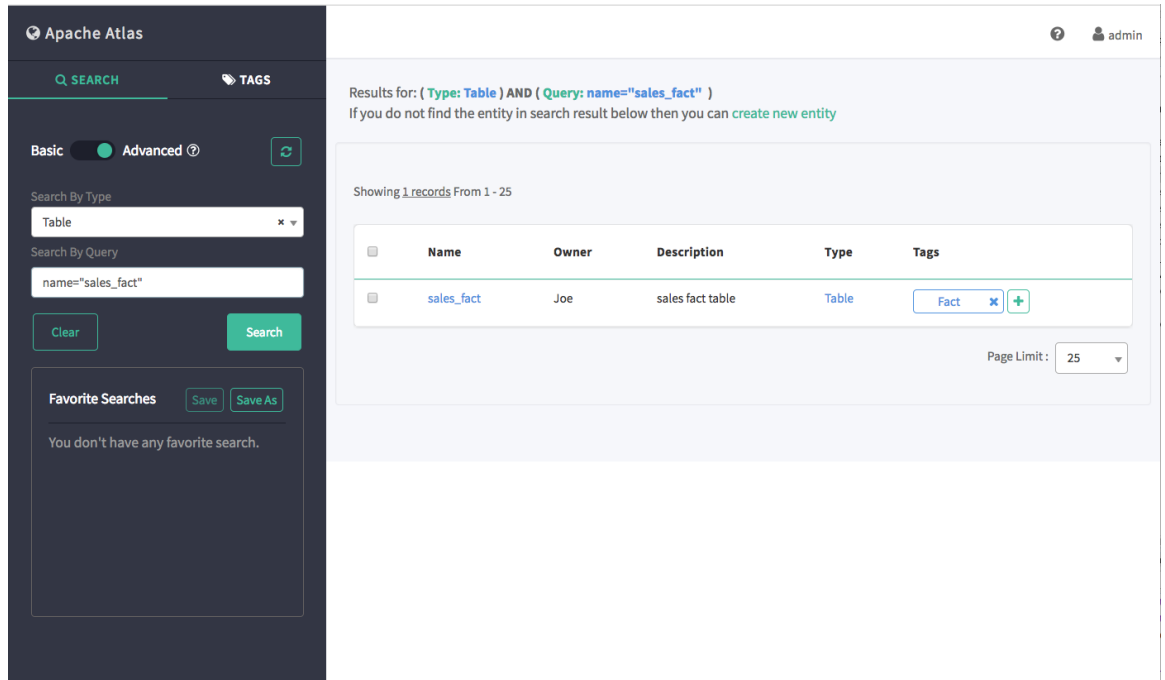 Apache Atlas
admin
SEARCH
TAGS
Results for: ( Type: Table ) AND ( Query: name="sales_fact" )
If you do not find the entity in search result below then you can create new entity
Basic Advanced
Showing 1 records From 1 - 25
Search By Type
Table
Search By Query
name="sales_fact"
Clear Search
Name Owner Description Type Tags
sales_fact Joe sales fact table Table Fact
Page Limit : 25
Favorite Searches Save Save As
You don't have any favorite search.